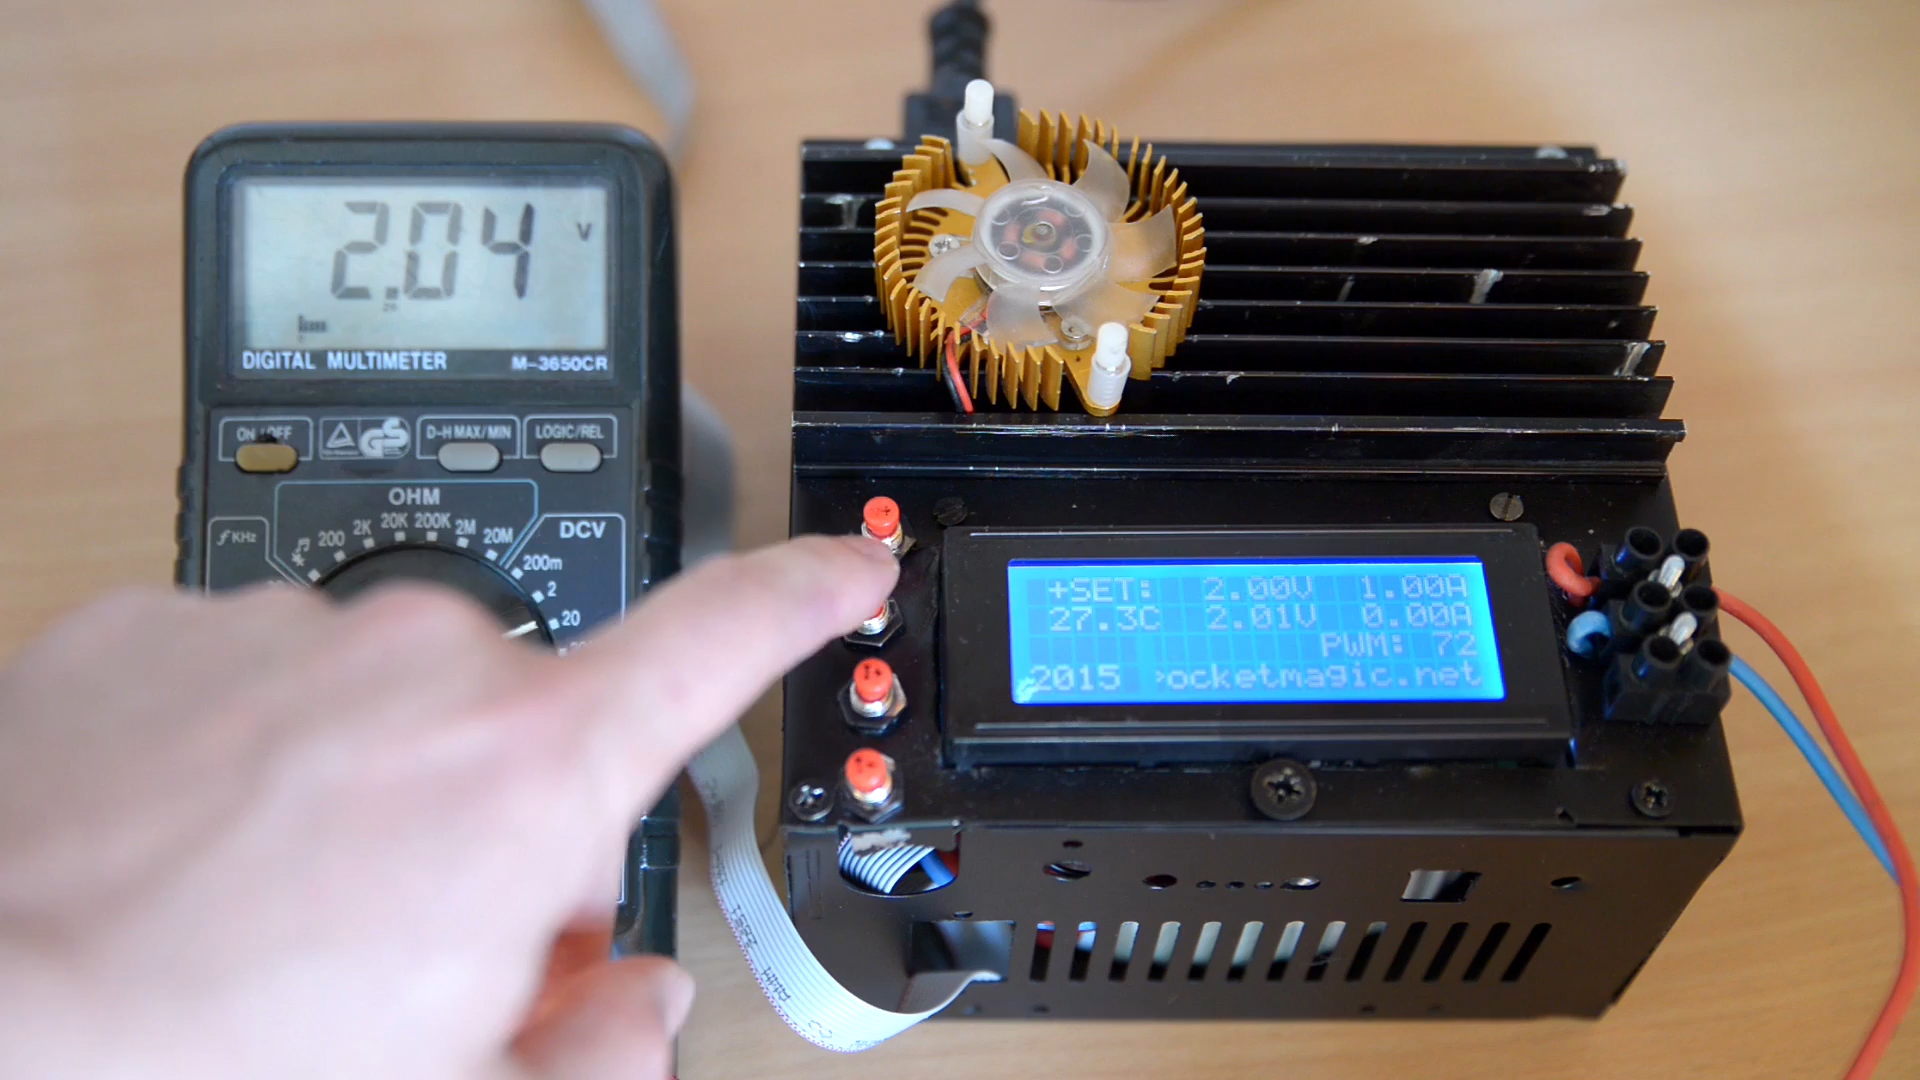 2.04 V
DIGITAL MULTIMETER M-3650CR
ON/OFF
D-H MAX/MIN
LOGIC/REL
OHM
fKHz
200 2K 20K 200K 2M 20M
DCV
200m
2
20
+SET: 2.00V 1.00A
27.3C 2.01V 0.00A
PWM: 72
2015 ocketmagic.net